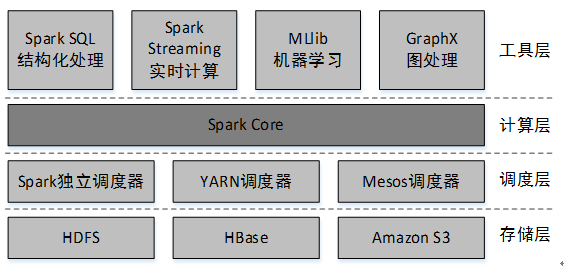 Spark SQL
结构化处理
Spark
Streaming
实时计算
MLlib
机器学习
GraphX
图处理
工具层
Spark Core
计算层
Spark独立调度器
YARN调度器
Mesos调度器
调度层
HDFS
HBase
Amazon S3
存储层